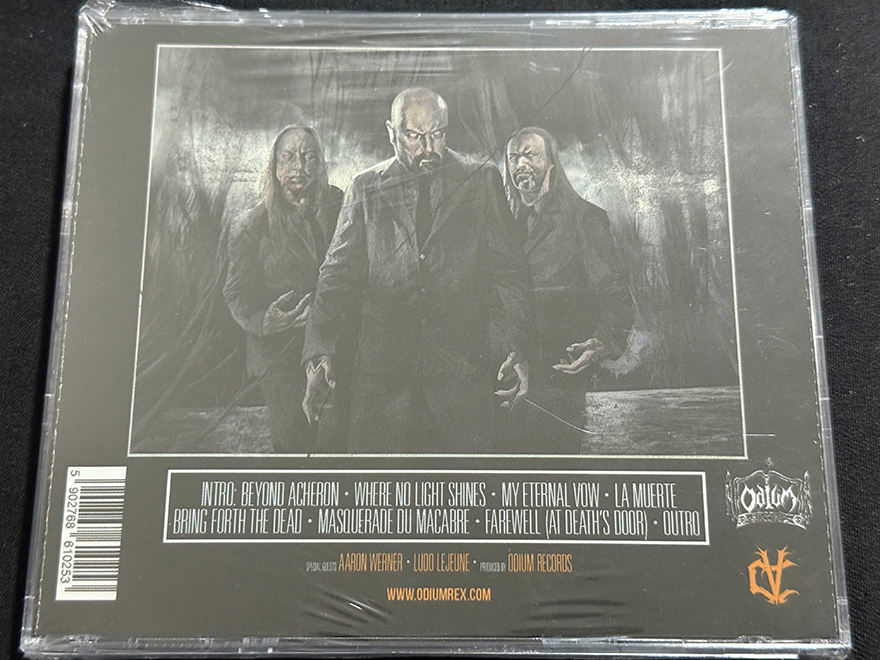 INTRO: BEYOND ACHERON · WHERE NO LIGHT SHINES · MY ETERNAL VOW · LA MUERTE
BRING FORTH THE DEAD · MASQUERADE DU MACABRE · FAREWELL (AT DEATH'S DOOR) · OUTRO
SPECIAL GUESTS AARON WERNER · LUDO LEJEUNE · PRODUCED BY ÖDIUM RECORDS
WWW.ODIUMREX.COM
5 902768 610253
ODIUM